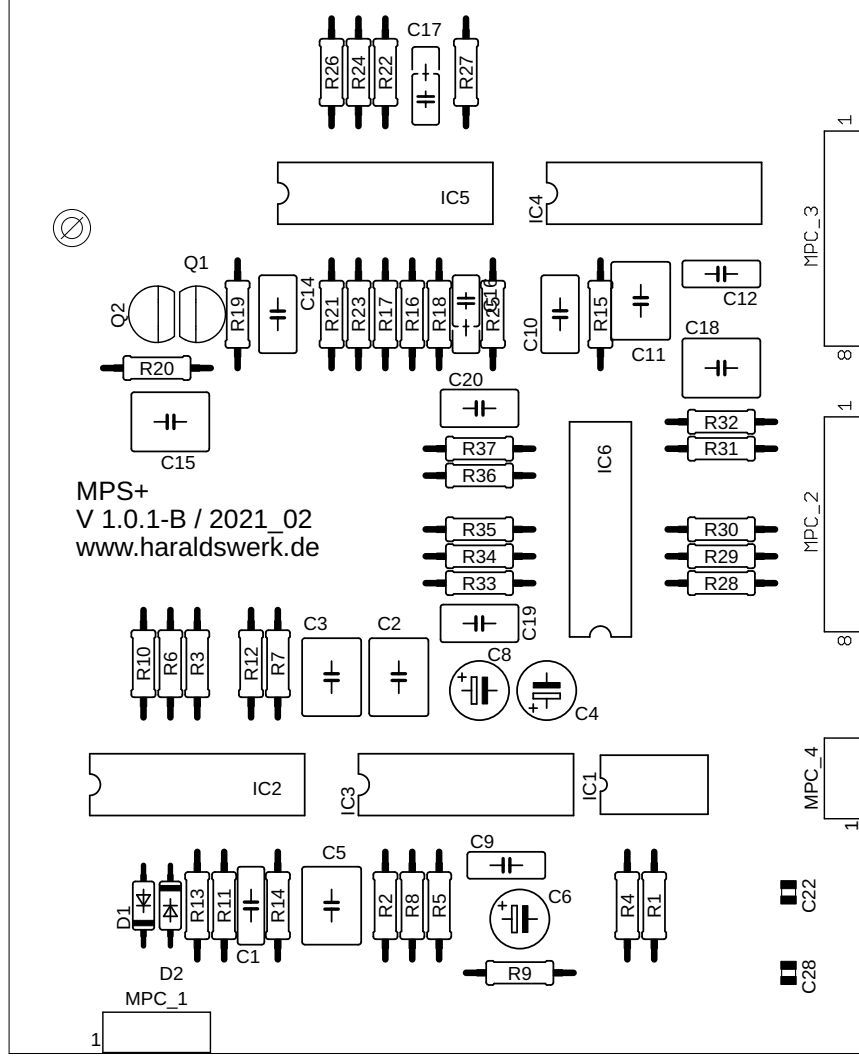 C17
R26
R24
R22
R27
1
IC5
IC4
MPC_3
Q1
Q2
R19
C14
R21
R23
R17
R16
R18
C16
R25
C10
R15
C11
C12
C18
8
R20
C15
C20
R37
R36
IC6
R32
R31
1
MPS+
V 1.0.1-B / 2021_02
www.haraldswerk.de
R35
R34
R33
R30
R29
R28
MPC_2
8
C19
R10
R6
R3
R12
R7
C3
C2
C8
C4
IC2
IC3
IC1
MPC_4
1
C9
D1
R13
R11
C1
R14
C5
R2
R8
R5
C6
R4
R1
C22
D2
R9
C28
MPC_1
1